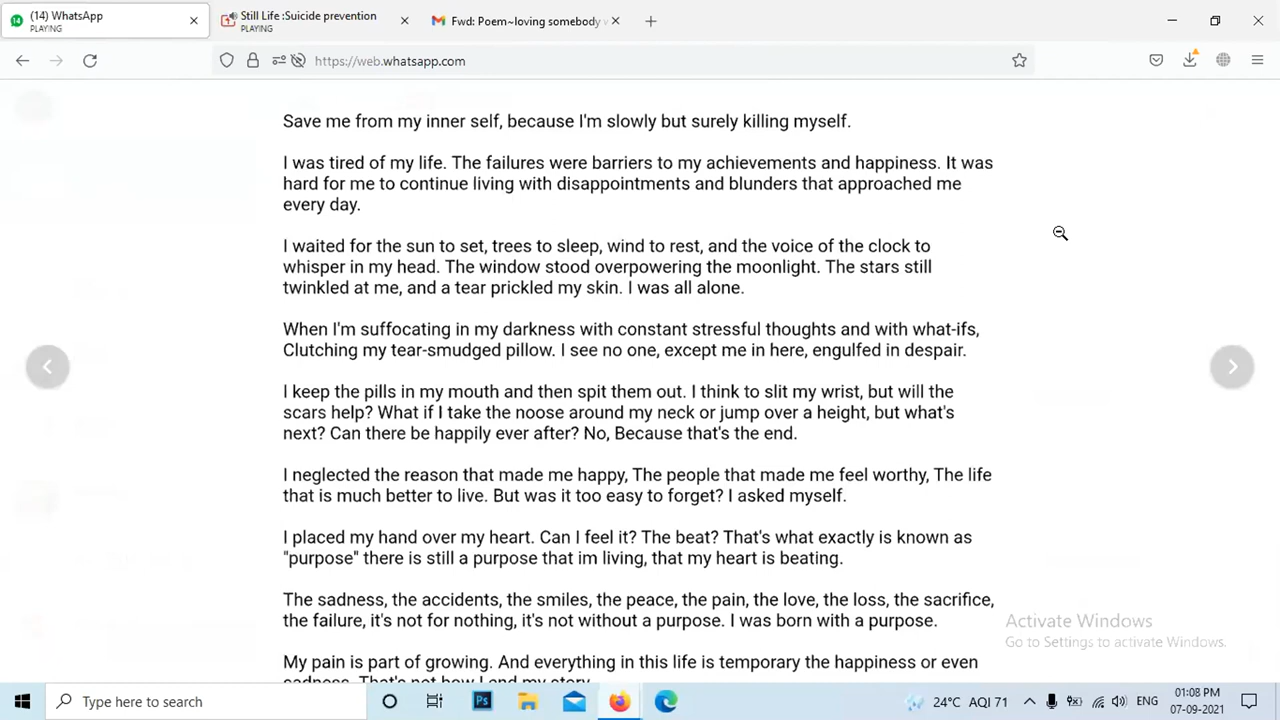 (14) WhatsApp
PLAYING
Still Life :Suicide prevention
PLAYING
Fwd: Poem~loving somebody
https://web.whatsapp.com
Save me from my inner self, because I'm slowly but surely killing myself.
I was tired of my life. The failures were barriers to my achievements and happiness. It was
hard for me to continue living with disappointments and blunders that approached me
every day.
I waited for the sun to set, trees to sleep, wind to rest, and the voice of the clock to
whisper in my head. The window stood overpowering the moonlight. The stars still
twinkled at me, and a tear prickled my skin. I was all alone.
When I'm suffocating in my darkness with constant stressful thoughts and with what-ifs,
Clutching my tear-smudged pillow. I see no one, except me in here, engulfed in despair.
I keep the pills in my mouth and then spit them out. I think to slit my wrist, but will the
scars help? What if I take the noose around my neck or jump over a height, but what's
next? Can there be happily ever after? No, Because that's the end.
I neglected the reason that made me happy, The people that made me feel worthy, The life
that is much better to live. But was it too easy to forget? I asked myself.
I placed my hand over my heart. Can I feel it? The beat? That's what exactly is known as
"purpose" there is still a purpose that im living, that my heart is beating.
The sadness, the accidents, the smiles, the peace, the pain, the love, the loss, the sacrifice,
the failure, it's not for nothing, it's not without a purpose. I was born with a purpose.
My pain is part of growing. And everything in this life is temporary the happiness or even
sadness. That's not how I end my story.
Activate Windows
Go to Settings to activate Windows.
Type here to search
Ps
24°C AQI 71
ENG
01:08 PM
07-09-2021